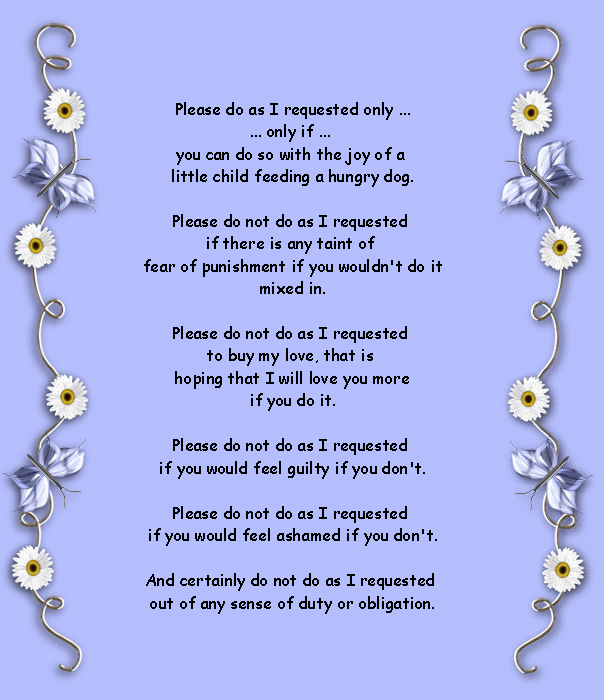 Please do as I requested only ...
... only if ...
you can do so with the joy of a
little child feeding a hungry dog.
Please do not do as I requested
if there is any taint of
fear of punishment if you wouldn't do it
mixed in.
Please do not do as I requested
to buy my love, that is
hoping that I will love you more
if you do it.
Please do not do as I requested
if you would feel guilty if you don't.
Please do not do as I requested
if you would feel ashamed if you don't.
And certainly do not do as I requested
out of any sense of duty or obligation.